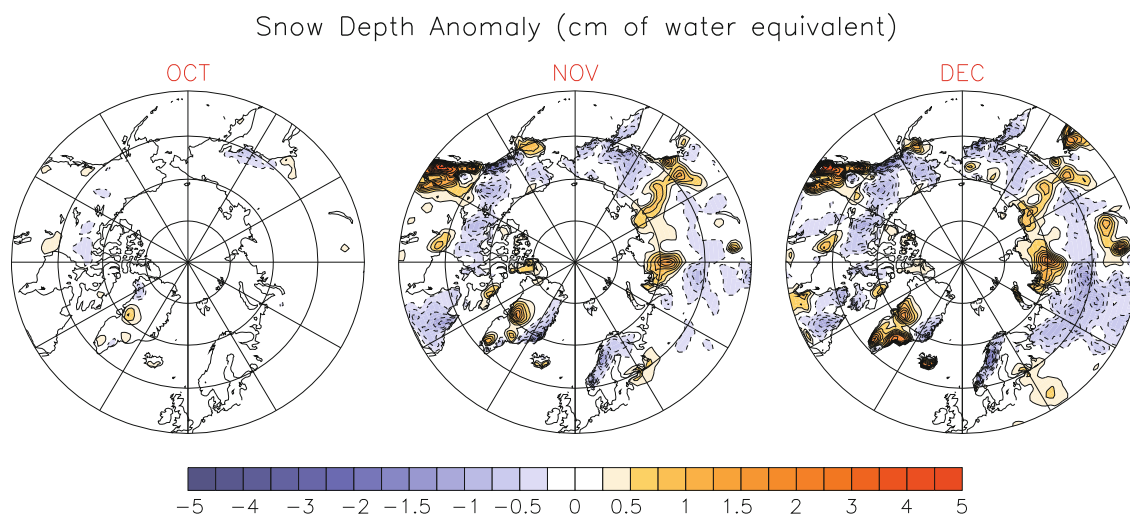 Snow Depth Anomaly (cm of water equivalent)
OCT NOV DEC
-5 -4 -3 -2 -1.5 -1 -0.5 0 0.5 1 1.5 2 3 4 5